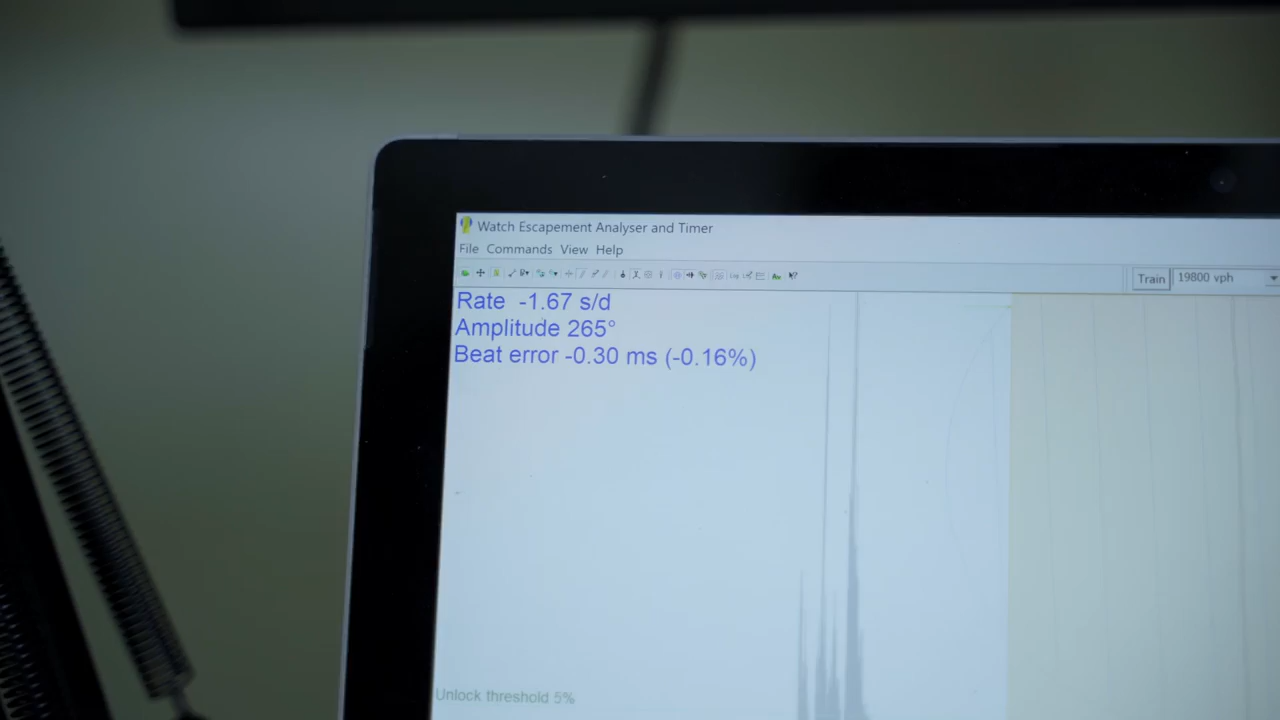 Watch Escapement Analyser and Timer
File Commands View Help
Train 19800 vph
Rate -1.67 s/d
Amplitude 265°
Beat error -0.30 ms (-0.16%)
Unlock threshold 5%